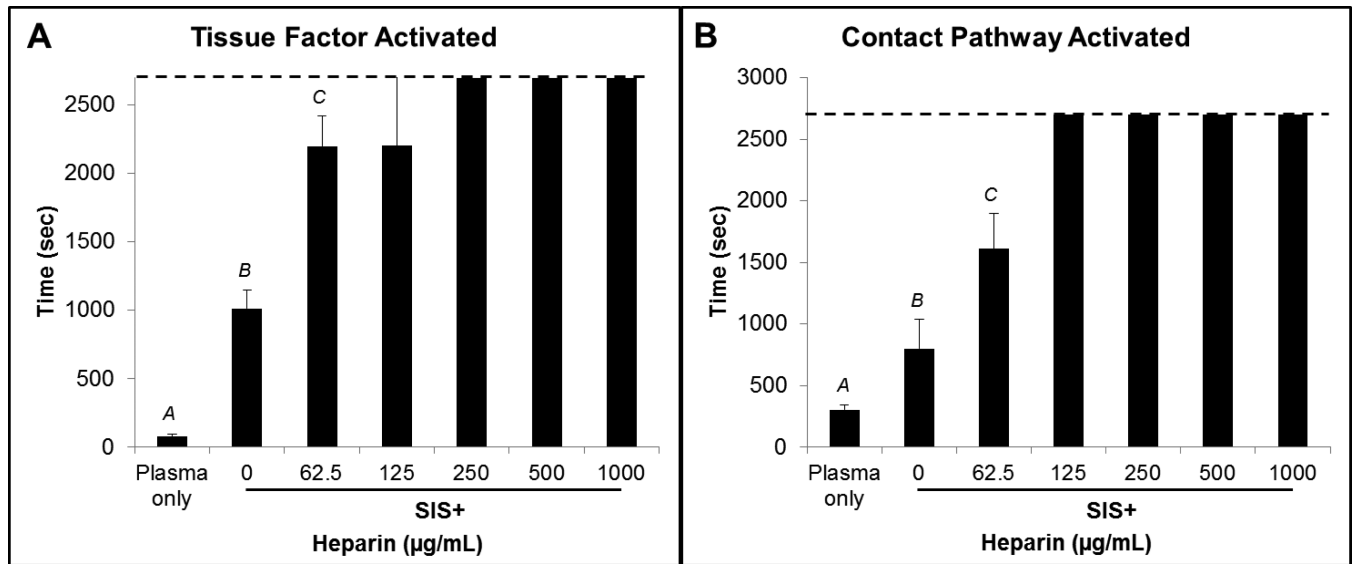 A
Tissue Factor Activated
Time (sec)
2500
2000
1500
1000
500
0
A
B
C
Plasma only
0
62.5
125
250
500
1000
SIS+
Heparin (µg/mL)
B
Contact Pathway Activated
Time (sec)
3000
2500
2000
1500
1000
500
0
A
B
C
Plasma only
0
62.5
125
250
500
1000
SIS+
Heparin (µg/mL)